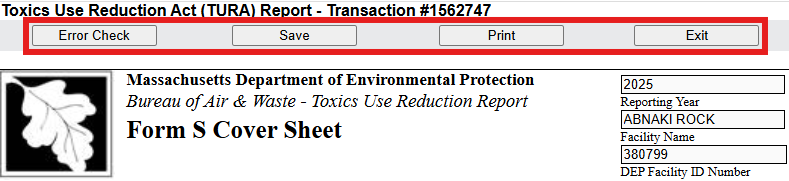 Toxics Use Reduction Act (TURA) Report - Transaction #1562747
Error Check Save Print Exit
Massachusetts Department of Environmental Protection
Bureau of Air & Waste - Toxics Use Reduction Report
Form S Cover Sheet
2025
Reporting Year
ABNAKI ROCK
Facility Name
380799
DEP Facility ID Number